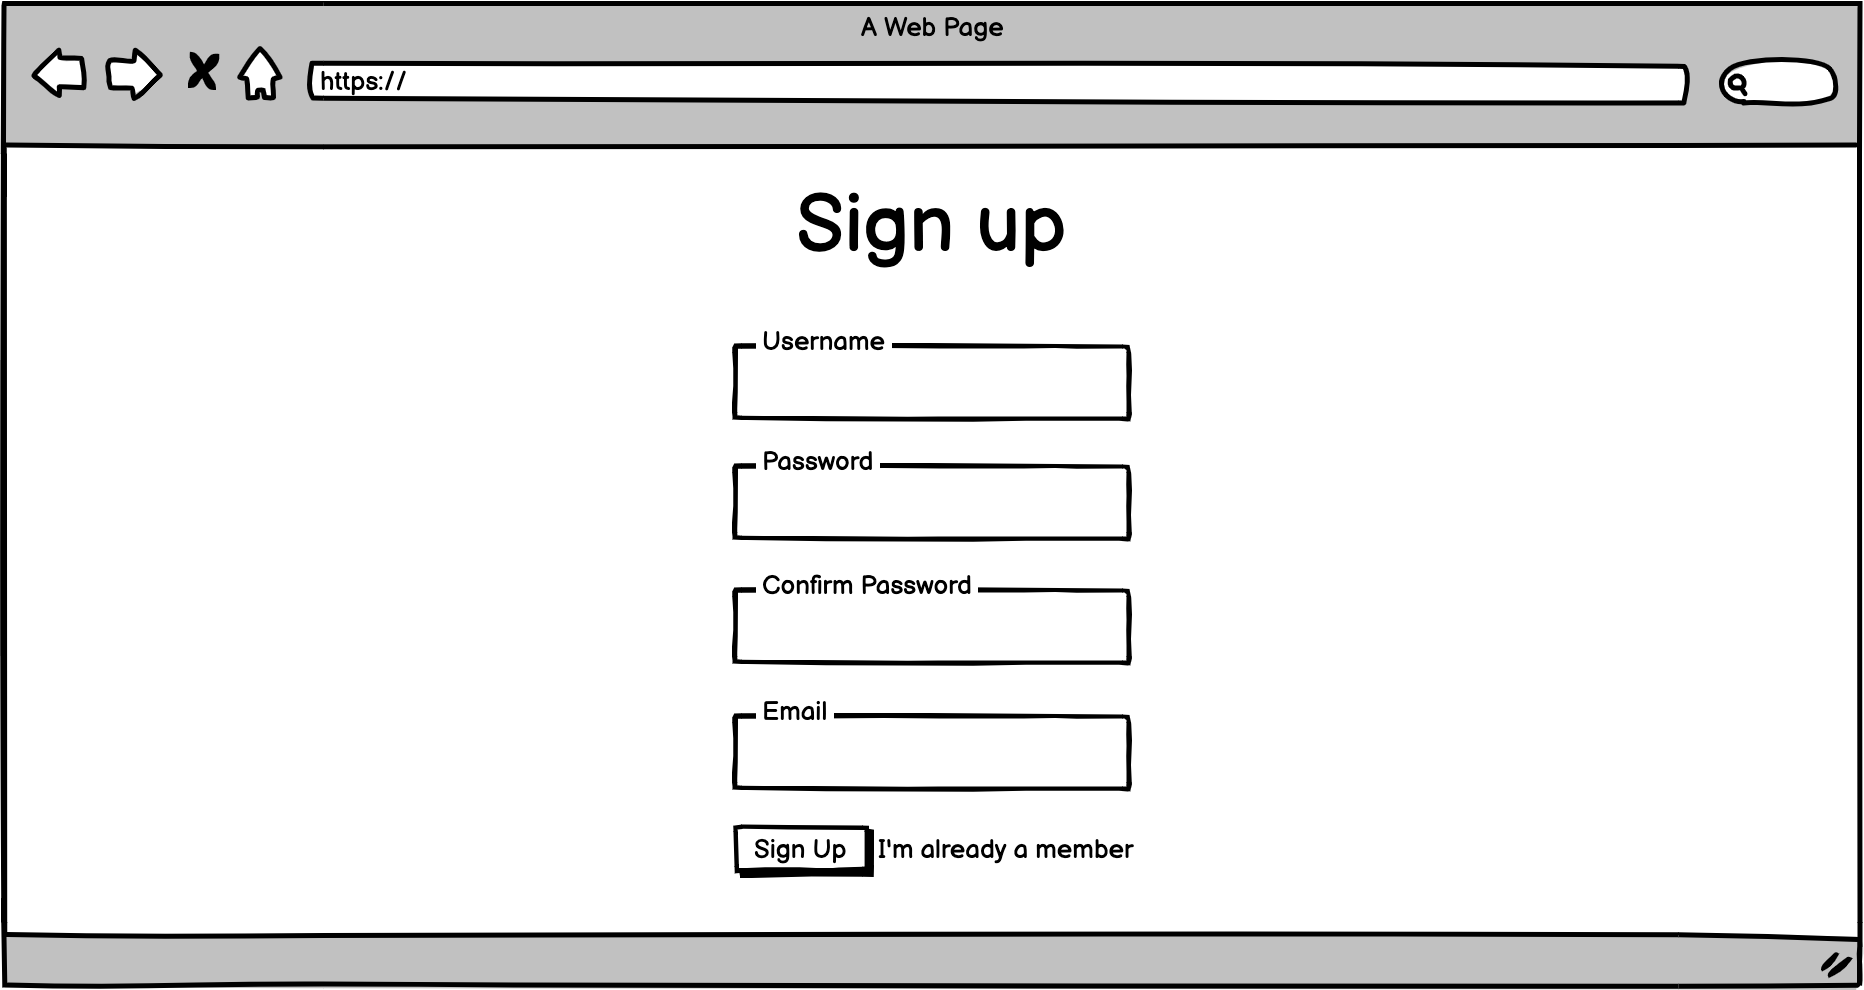 A Web Page
https://
Sign up
Username
Password
Confirm Password
Email
Sign Up
I'm already a member